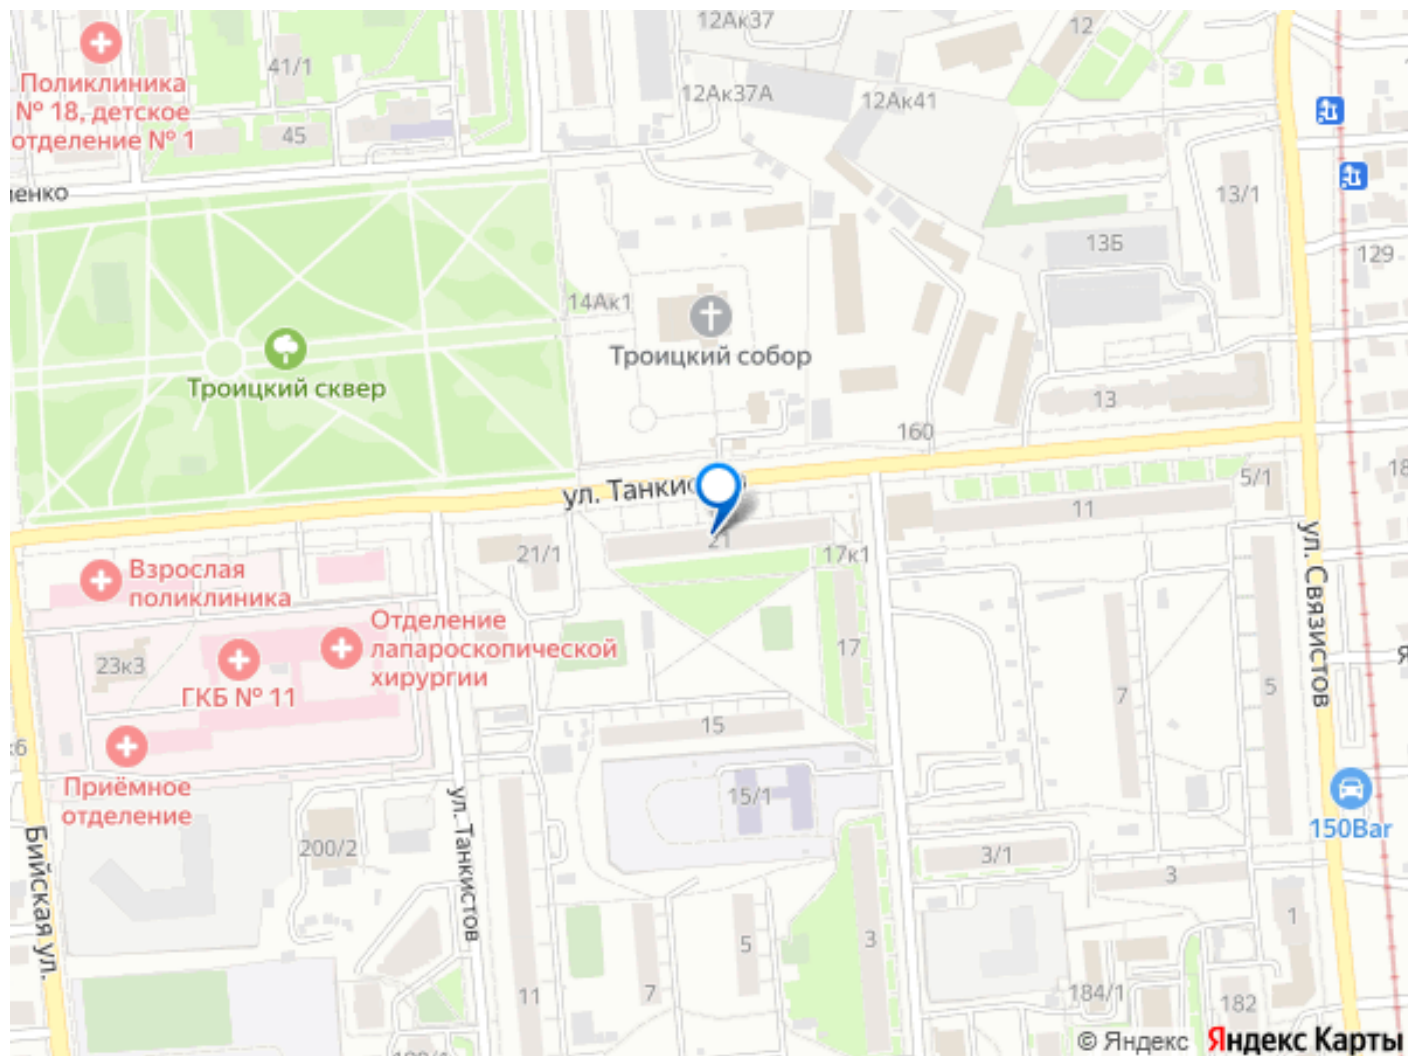 12Ак37
12
41/1
Поликлиника
№ 18, детское
отделение № 1
12Ак37А
12Ак41
45
иенко
13/1
13Б
129
14Ак1
Троицкий собор
Троицкий сквер
13
160
ул. Танкис
5/1
11
21
21/1
17к1
ул. Связистов
Взрослая
поликлиника
Отделение
лапароскопической
хирургии
23к3
ГКБ № 11
17
7
5
15
Приёмное
отделение
15/1
150Bar
ул. Танкистов
200/2
Бийская ул.
3/1
3
1
5
3
11
7
184/1
182
© Яндекс Яндекс Карты